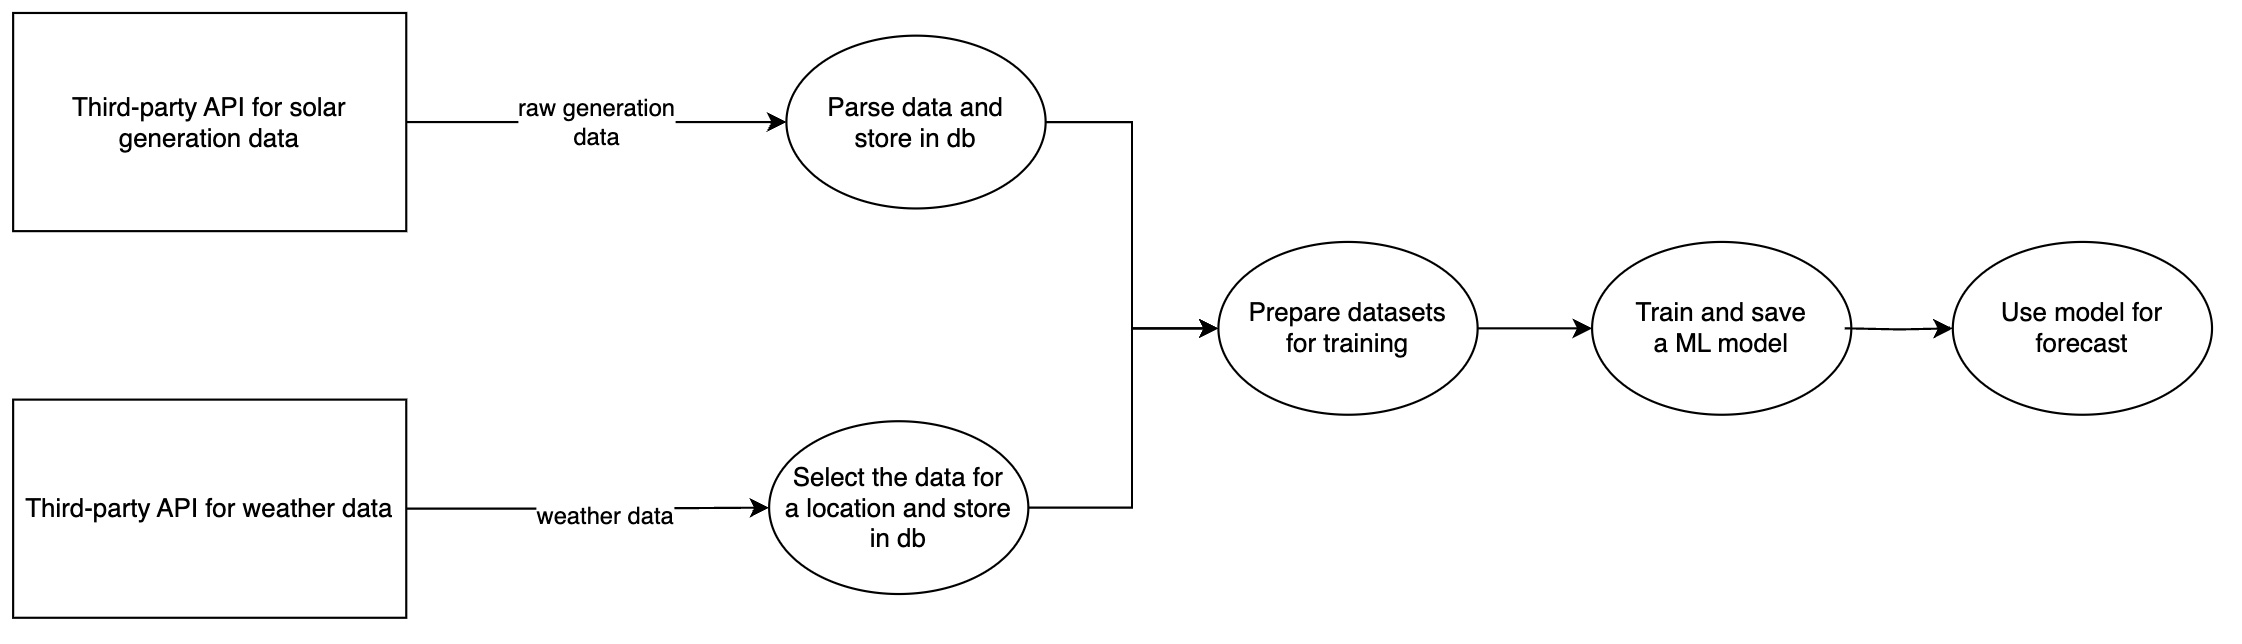 Third-party API for solar
generation data
raw generation
data
Parse data and
store in db
Prepare datasets
for training
Train and save
a ML model
Use model for
forecast
Third-party API for weather data
weather data
Select the data for
a location and store
in db